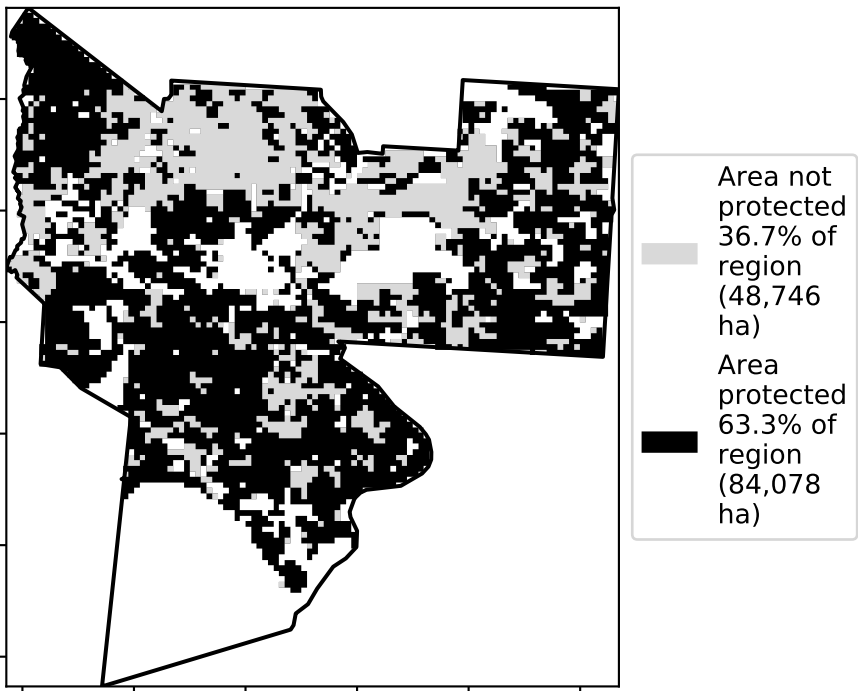 Area not
protected
36.7% of
region
(48,746
ha)
Area
protected
63.3% of
region
(84,078
ha)